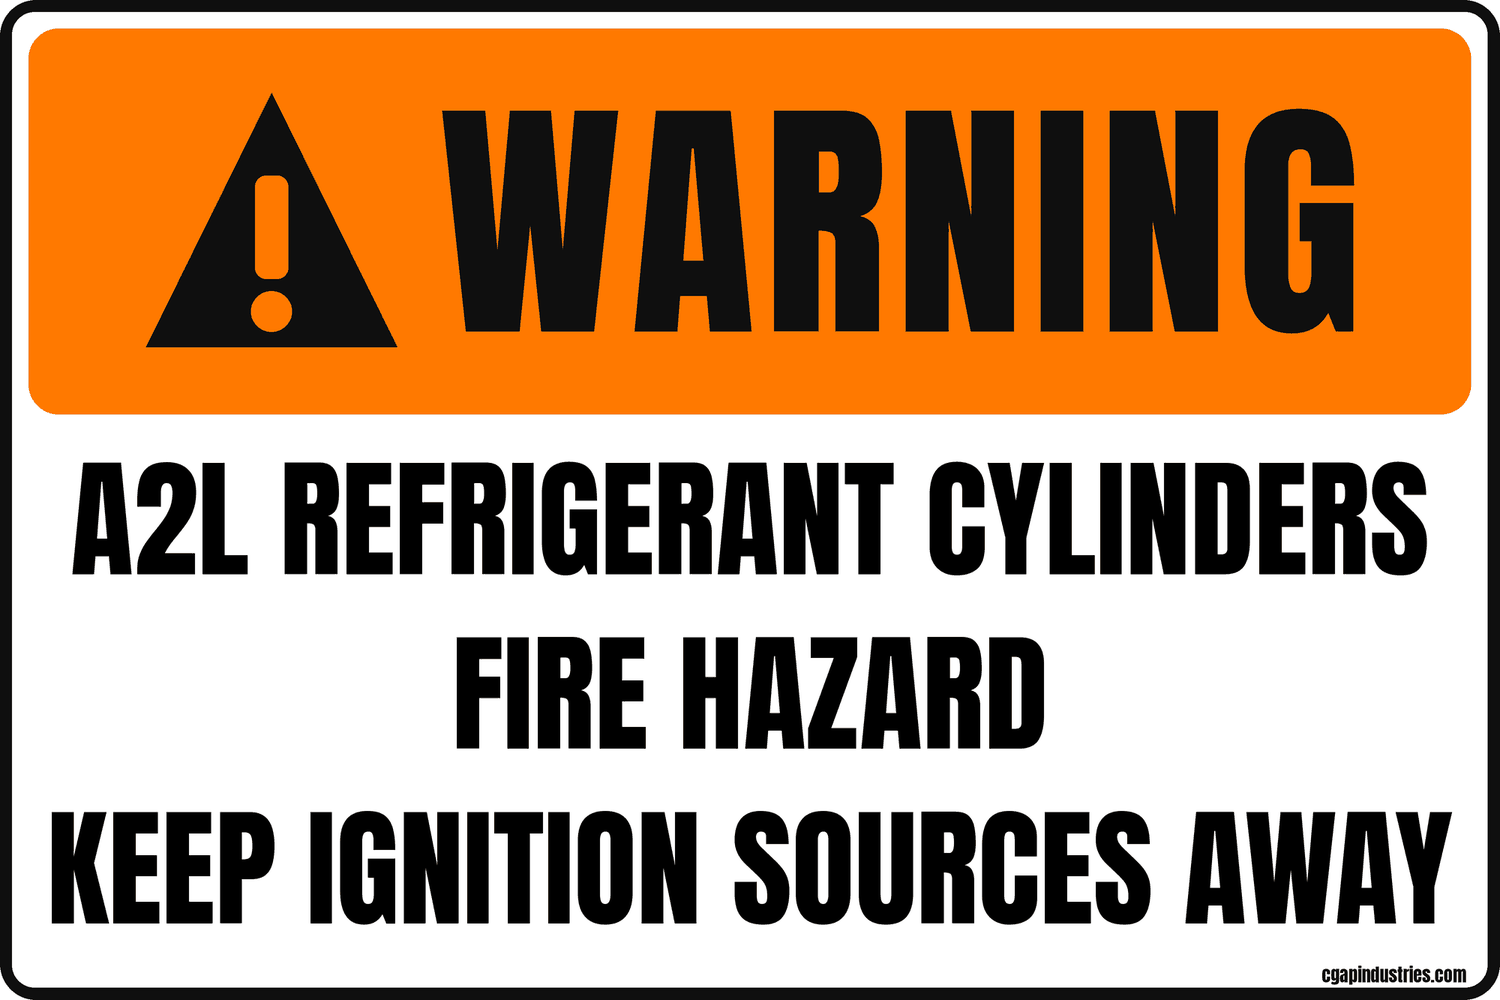 WARNING
A2L REFRIGERANT CYLINDERS
FIRE HAZARD
KEEP IGNITION SOURCES AWAY
cgapindustries.com